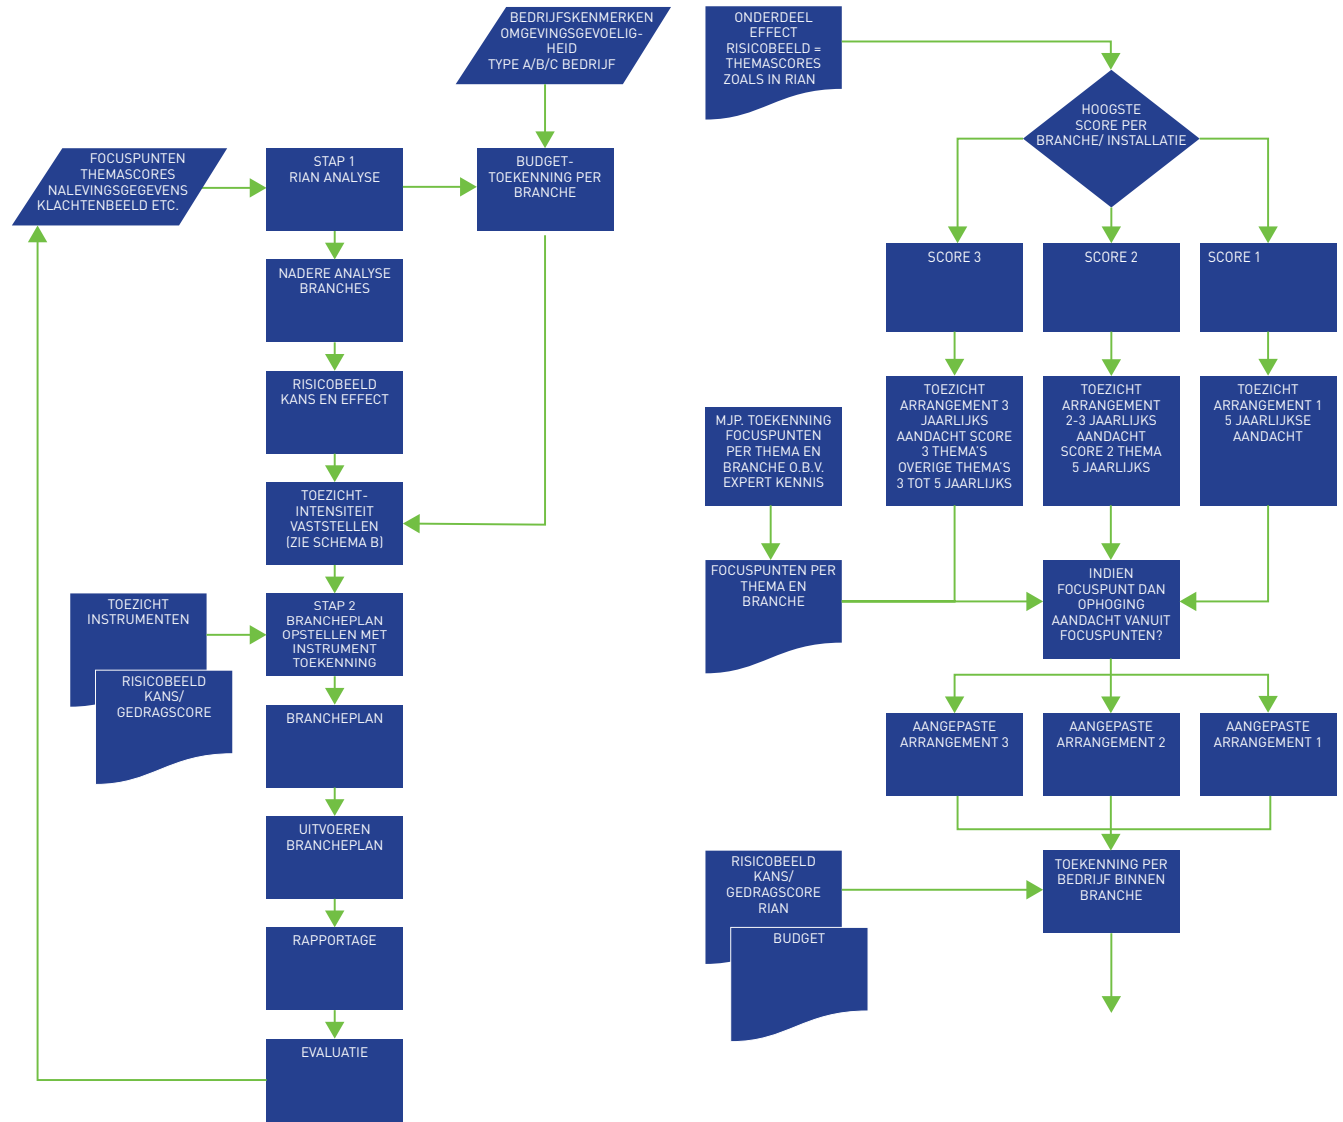 BEDRIJFSKENMERKEN
OMGEVINGSGEVOELIG-
HEID
TYPE A/B/C BEDRIJF
FOCUSPUNTEN
THEMASCORES
NALEVINGSGEGEVENS
KLACHTENBEELD ETC.
STAP 1
RIAN ANALYSE
BUDGET-
TOEKENNING PER
BRANCHE
NADERE ANALYSE
BRANCHES
RISICOBEELD
KANS EN EFFECT
TOEZICHT-
INTENSITEIT
VASTSTELLEN
(ZIE SCHEMA B)
TOEZICHT
INSTRUMENTEN
RISICOBEELD
KANS/
GEDRAGSCORE
STAP 2
BRANCHEPLAN
OPSTELLEN MET
INSTRUMENT
TOEKENNING
BRANCHEPLAN
UITVOEREN
BRANCHEPLAN
RAPPORTAGE
EVALUATIE
ONDERDEEL
EFFECT
RISICOBEELD =
THEMASCORES
ZOALS IN RIAN
HOOGSTE
SCORE PER
BRANCHE/ INSTALLATIE
SCORE 3
SCORE 2
SCORE 1
TOEZICHT
ARRANGEMENT 3
JAARLIJKS
AANDACHT SCORE
3 THEMA'S
OVERIGE THEMA'S
3 TOT 5 JAARLIJKS
TOEZICHT
ARRANGEMENT
2-3 JAARLIJKS
AANDACHT
SCORE 2 THEMA
5 JAARLIJKS
TOEZICHT
ARRANGEMENT 1
5 JAARLIJKSE
AANDACHT
MJP. TOEKENNING
FOCUSPUNTEN
PER THEMA EN
BRANCHE O.B.V.
EXPERT KENNIS
FOCUSPUNTEN PER
THEMA EN
BRANCHE
INDIEN
FOCUSPUNT DAN
OPHOGING
AANDACHT VANUIT
FOCUSPUNTEN?
AANGEPASTE
ARRANGEMENT 3
AANGEPASTE
ARRANGEMENT 2
AANGEPASTE
ARRANGEMENT 1
RISICOBEELD
KANS/
GEDRAGSCORE
RIAN
BUDGET
TOEKENNING PER
BEDRIJF BINNEN
BRANCHE